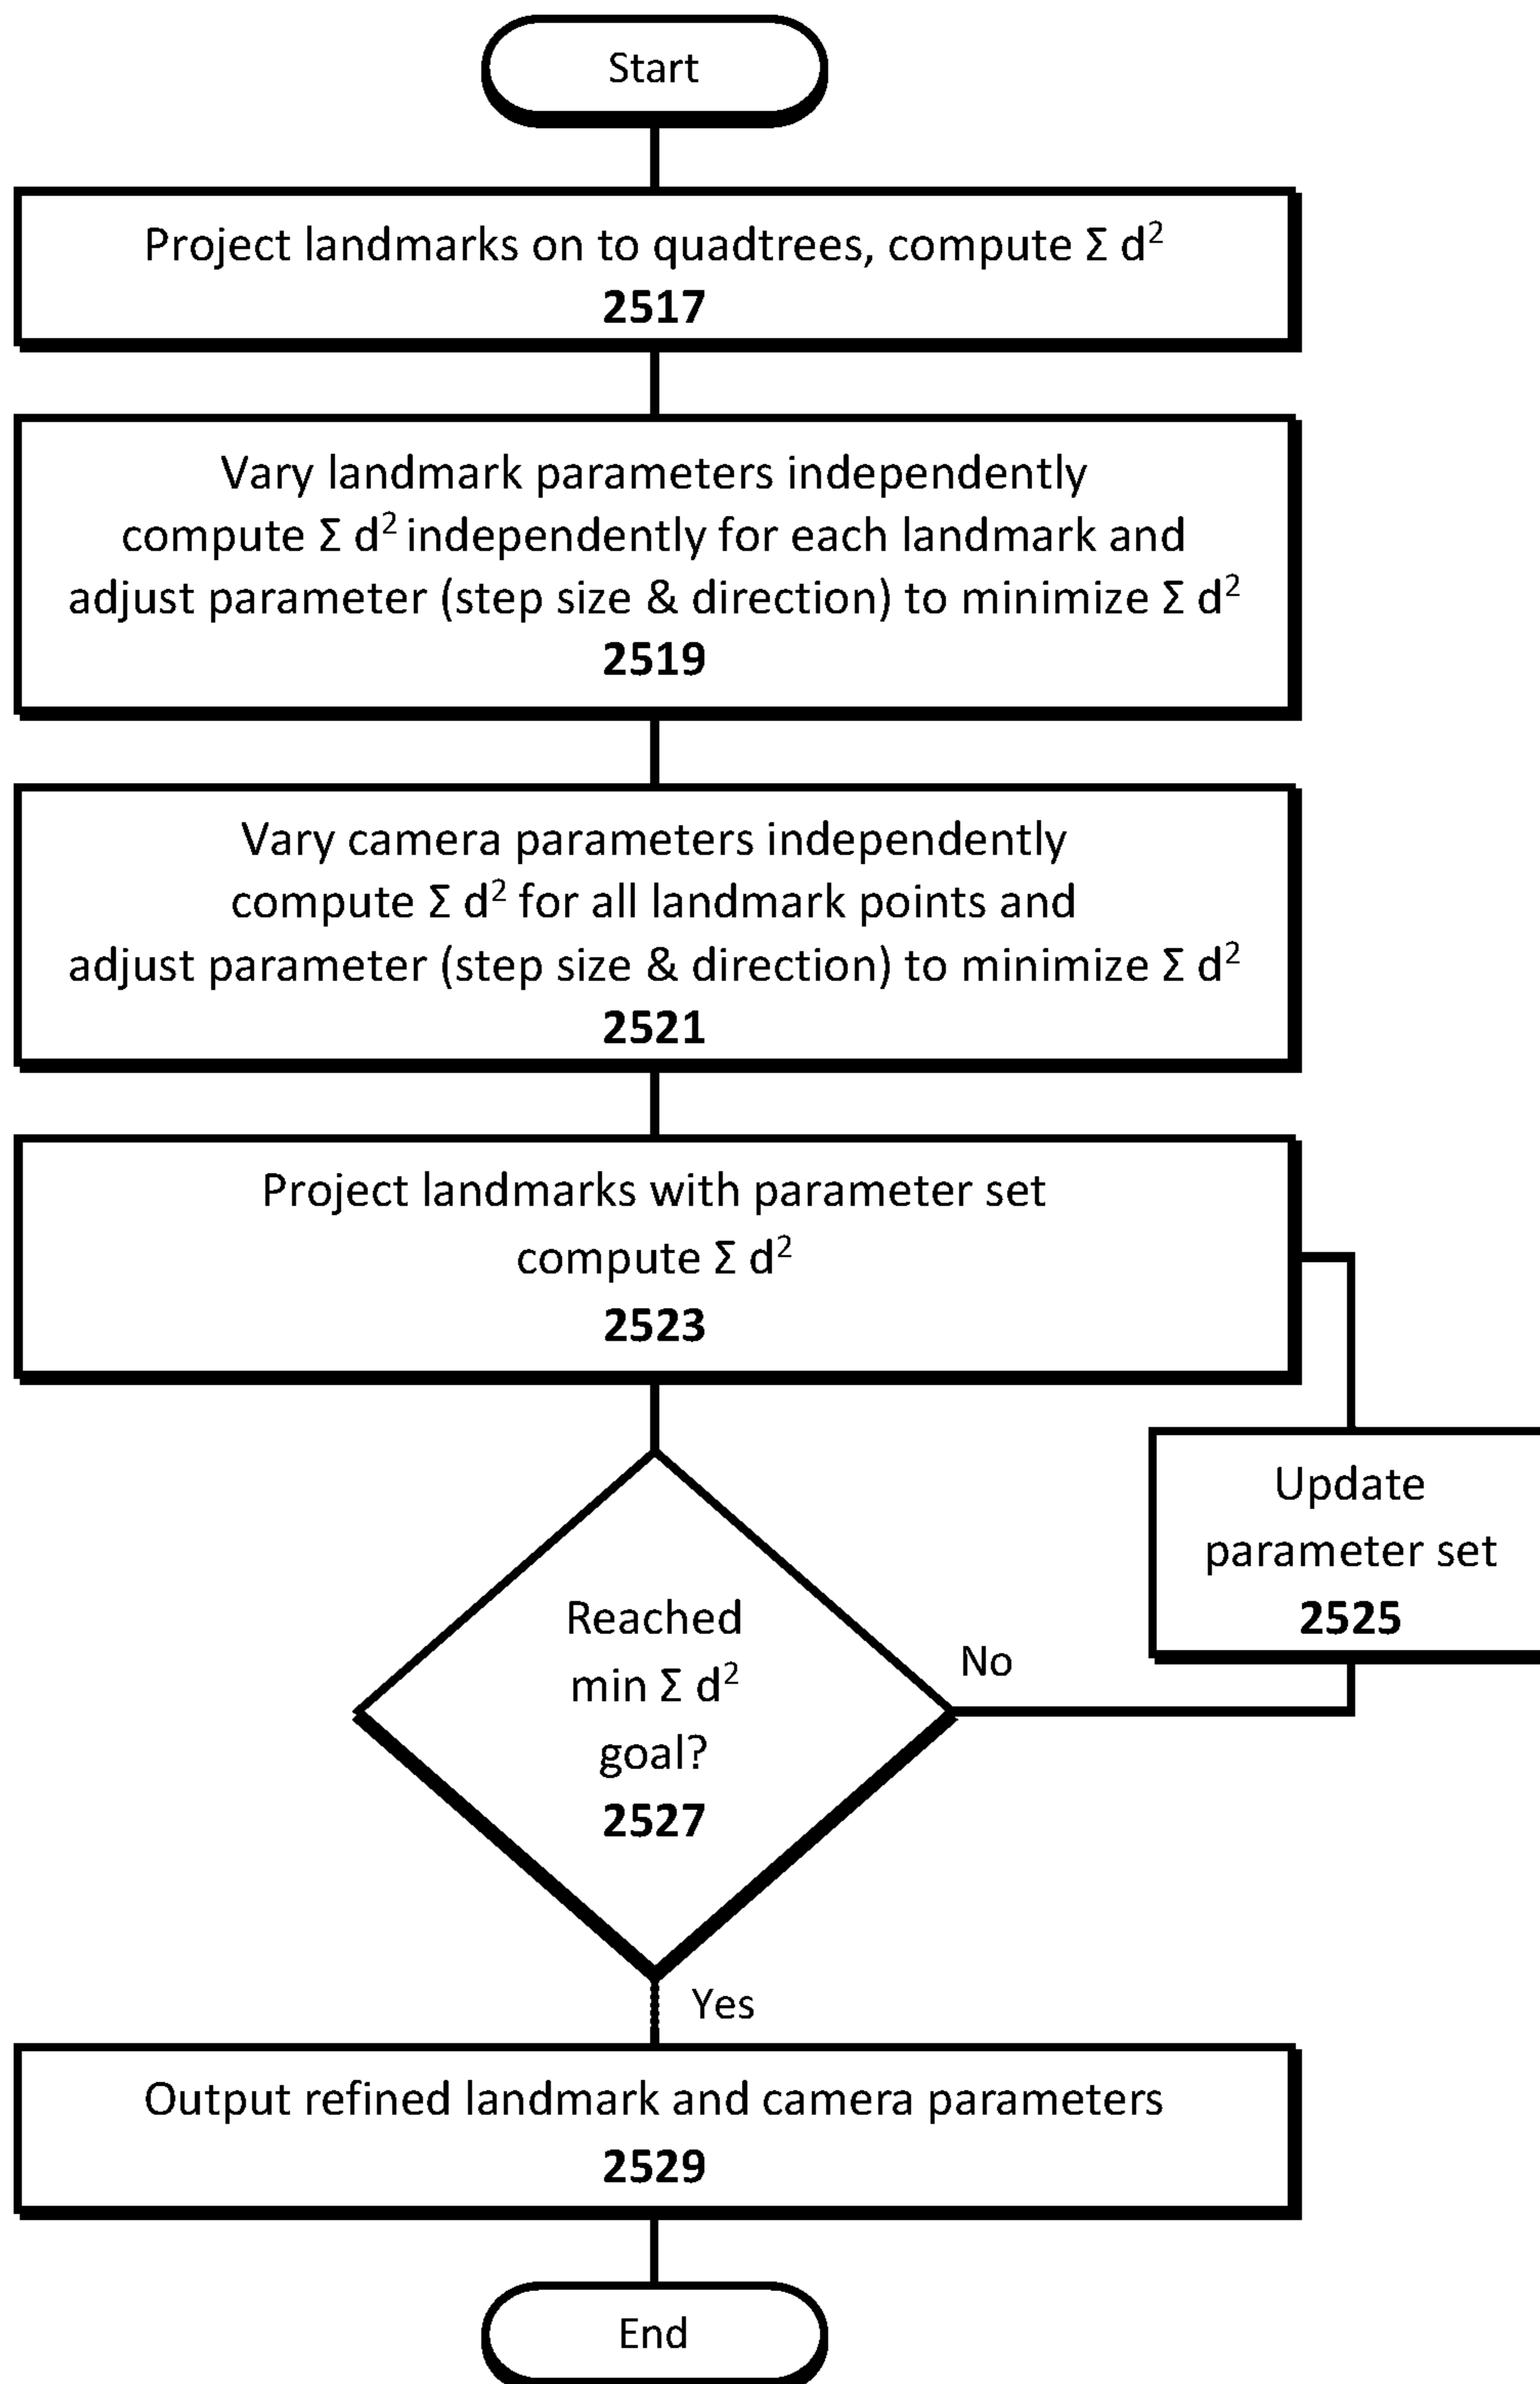 Start
Project landmarks on to quadtrees, compute Σ d²
2517
Vary landmark parameters independently
compute Σ d² independently for each landmark and
adjust parameter (step size & direction) to minimize Σ d²
2519
Vary camera parameters independently
compute Σ d² for all landmark points and
adjust parameter (step size & direction) to minimize Σ d²
2521
Project landmarks with parameter set
compute Σ d²
2523
Update
parameter set
2525
Reached
min Σ d²
goal?
2527
No
Yes
Output refined landmark and camera parameters
2529
End